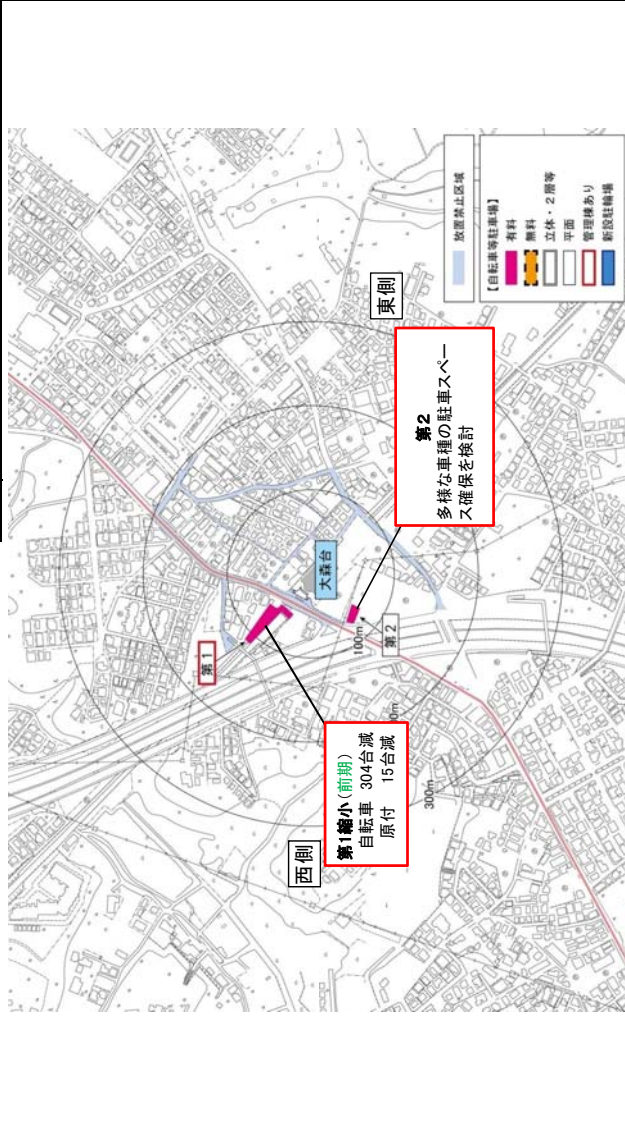 放置禁止区域
【自転車等駐車場】
有料
無料
立体・２層等
平面
管理棟あり
新設駐輪場
東側
第2
多様な車種の駐車スペー
ス確保を検討
大森台
第１
第２
100m
300m
西側
第1縮小(前期)
自転車 304台減
原付 15台減